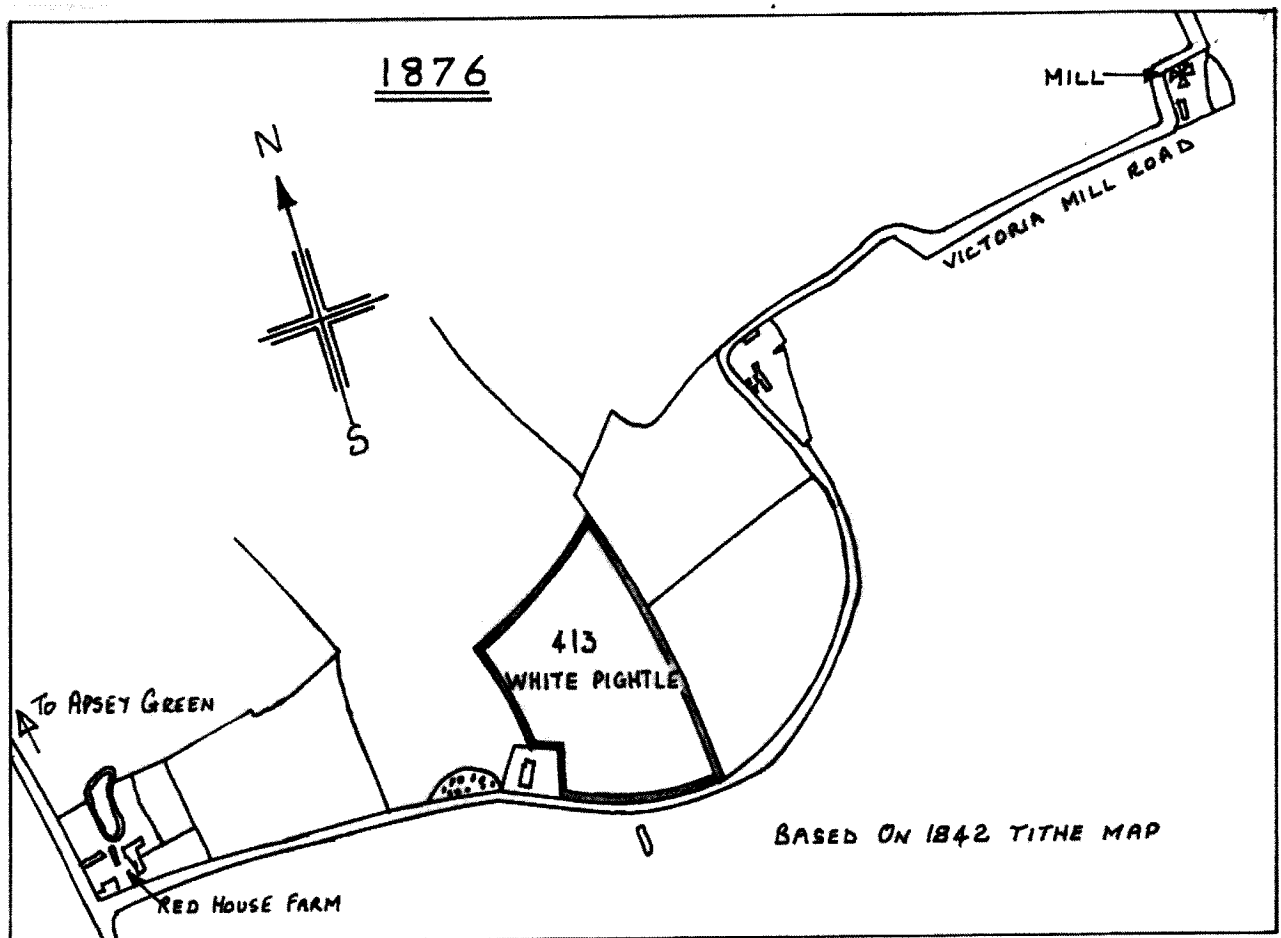 1876
MILL
N
VICTORIA MILL ROAD
S
413
WHITE PIGHTLE
TO APSEY GREEN
BASED ON 1842 TITHE MAP
RED HOUSE FARM